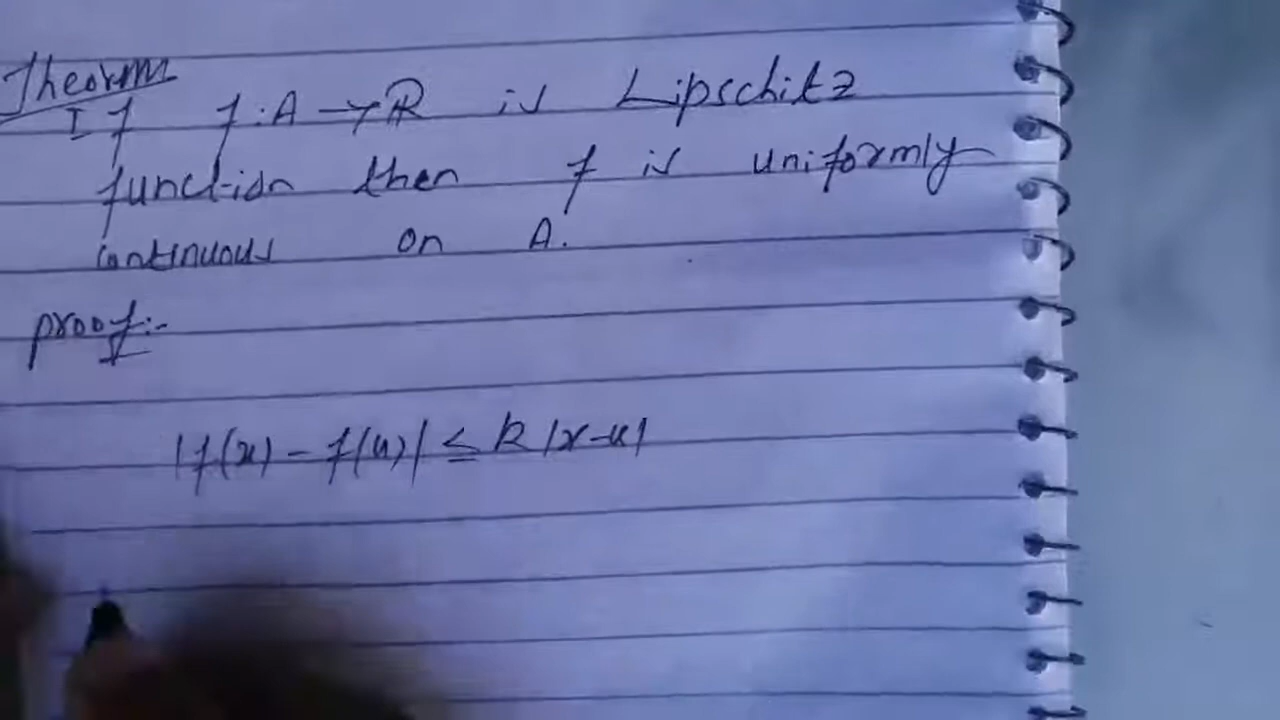 Theorem
If f:A→R is Lipschitz
function then f is uniformly
continuous on A.
proof:-
|f(x) - f(u)| ≤ K |x-u|